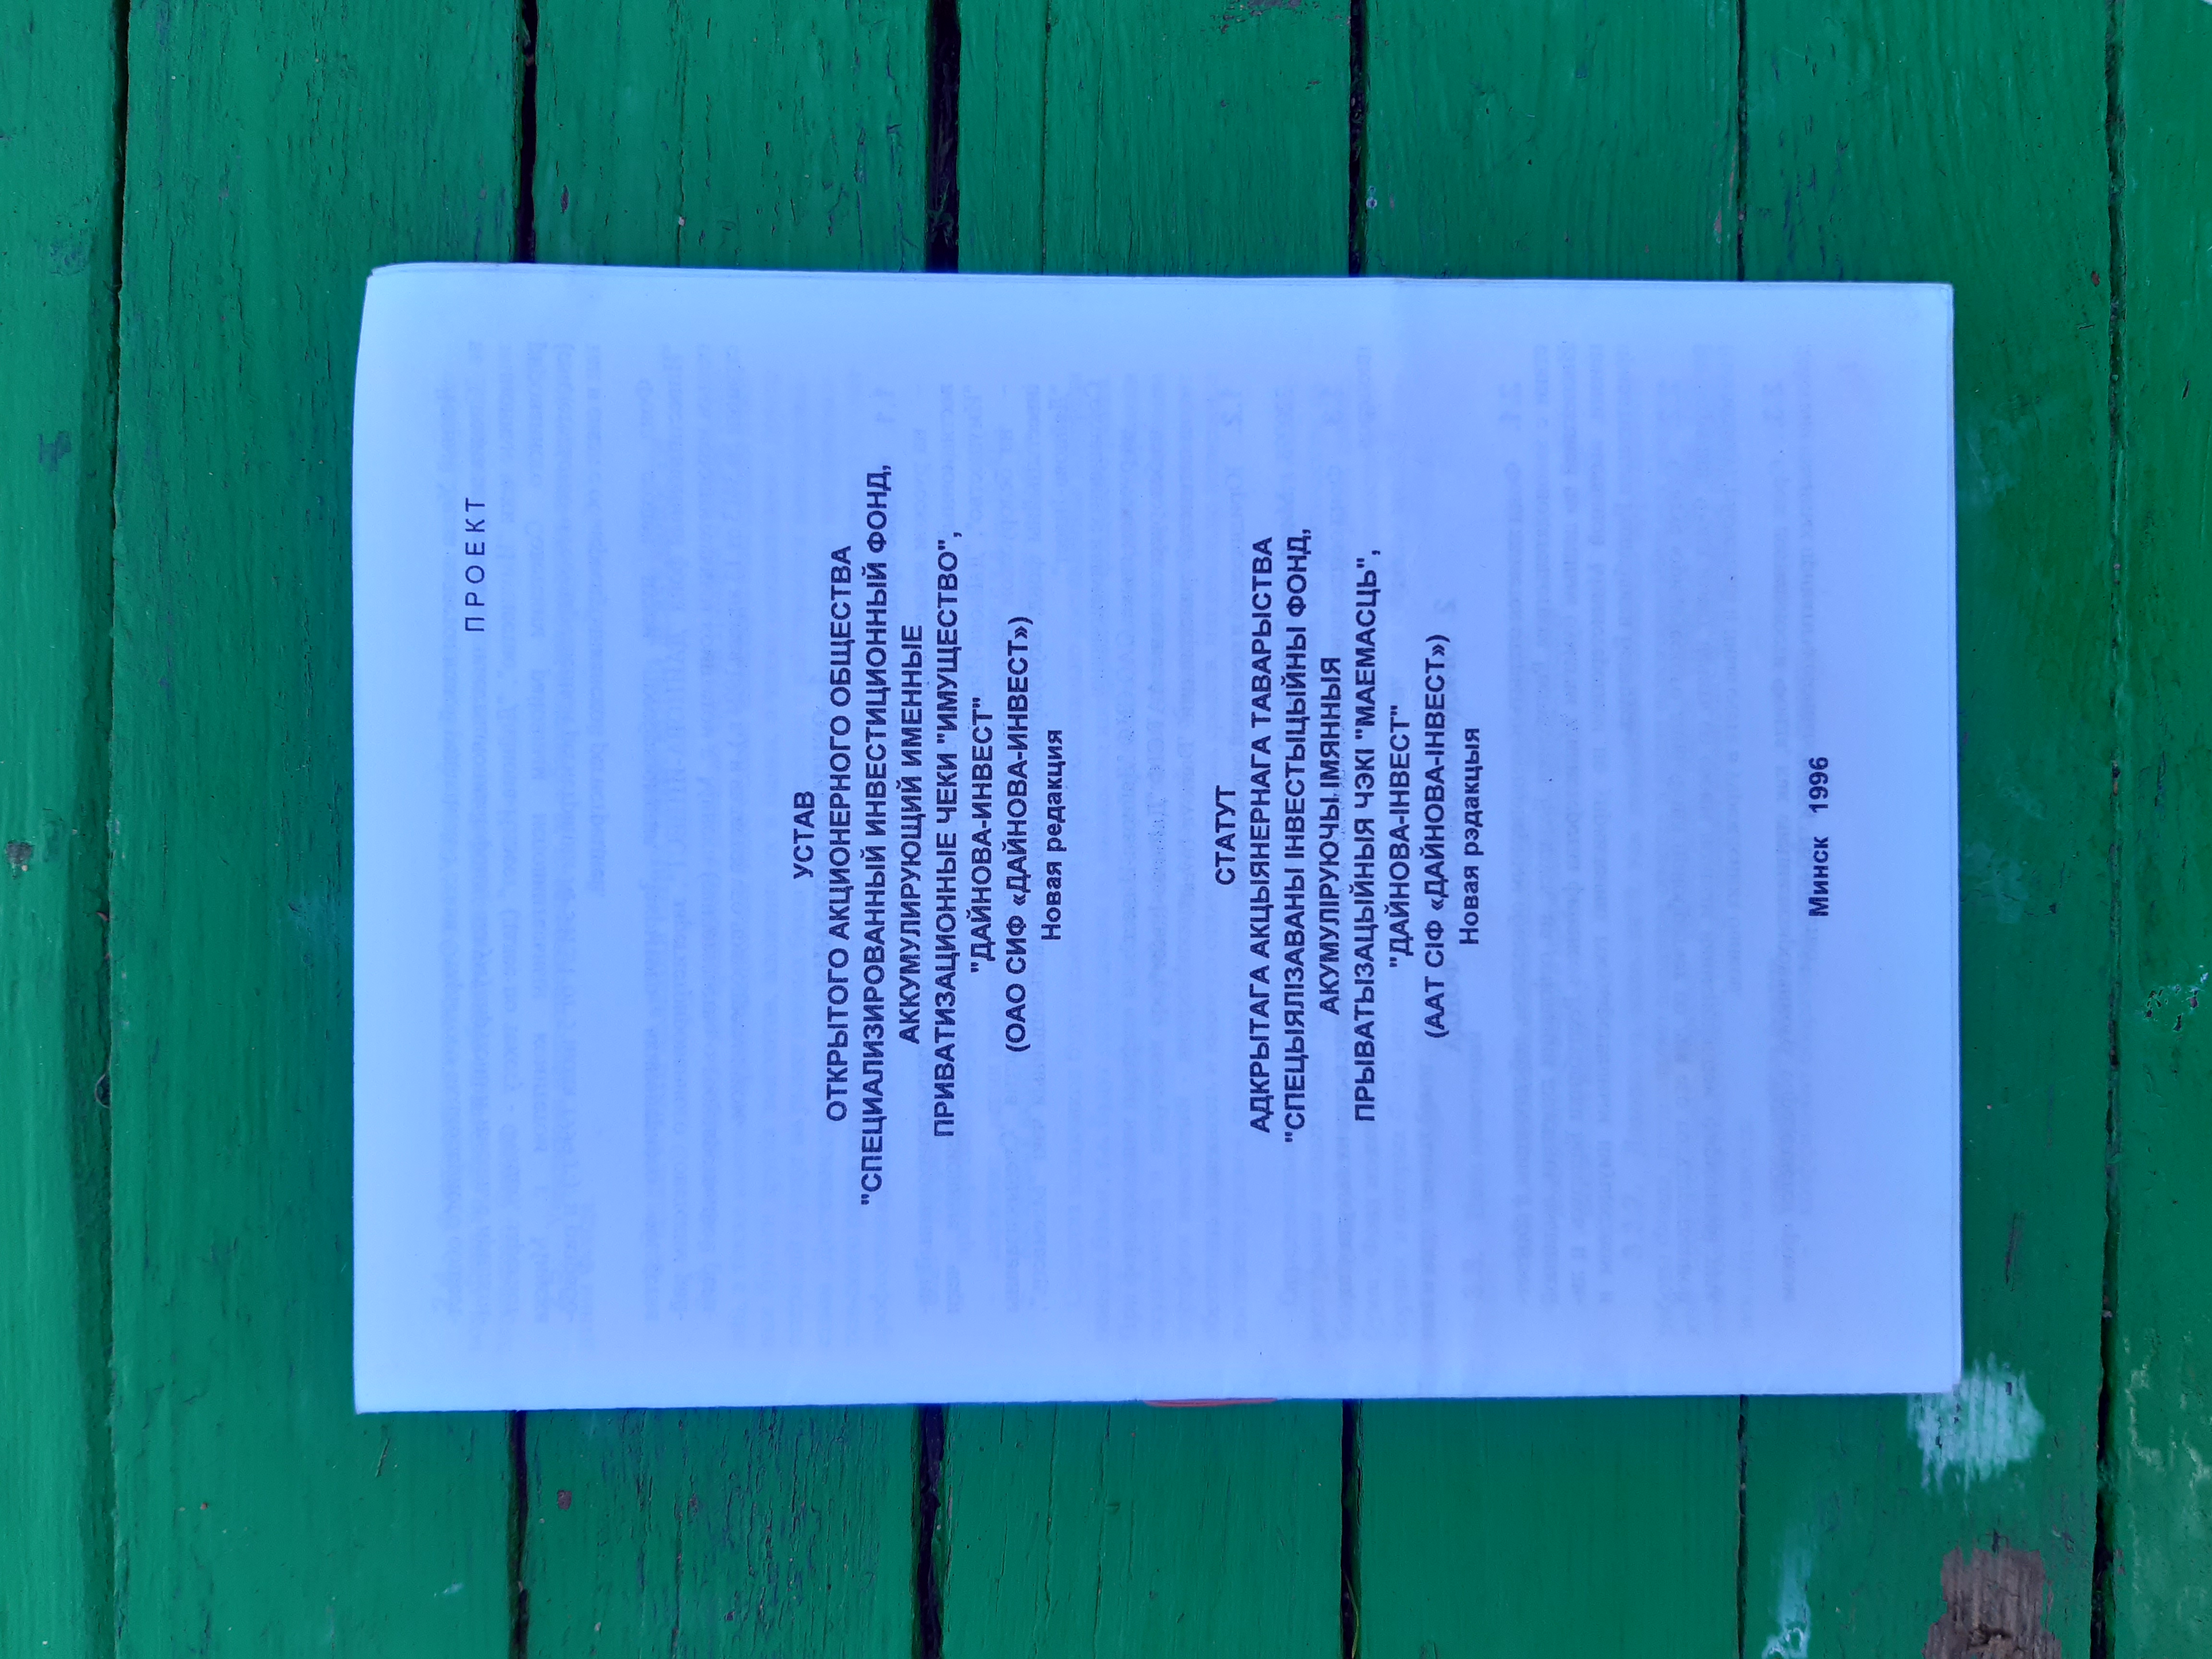 ПРОЕКТ
УСТАВ
ОТКРЫТОГО АКЦИОНЕРНОГО ОБЩЕСТВА
"СПЕЦИАЛИЗИРОВАННЫЙ ИНВЕСТИЦИОННЫЙ ФОНД,
АККУМУЛИРУЮЩИЙ ИМЕННЫЕ
ПРИВАТИЗАЦИОННЫЕ ЧЕКИ "ИМУЩЕСТВО",
"ДАЙНОВА-ИНВЕСТ"
(ОАО СИФ «ДАЙНОВА-ИНВЕСТ»)
Новая редакция
СТАТУТ
АДКРЫТАГА АКЦЫЯНЕРНАГА ТАВАРЫСТВА
"СПЕЦЫЯЛІЗАВАНЫ ІНВЕСТЫЦЫЙНЫ ФОНД,
АКУМУЛІРУЮЧЫ ІМЯННЫЯ
ПРЫВАТЫЗАЦЫЙНЫЯ ЧЭКІ "МАЕМАСЦЬ",
"ДАЙНОВА-ІНВЕСТ"
(ААТ СІФ «ДАЙНОВА-ІНВЕСТ»)
Новая рэдакцыя
Минск 1996